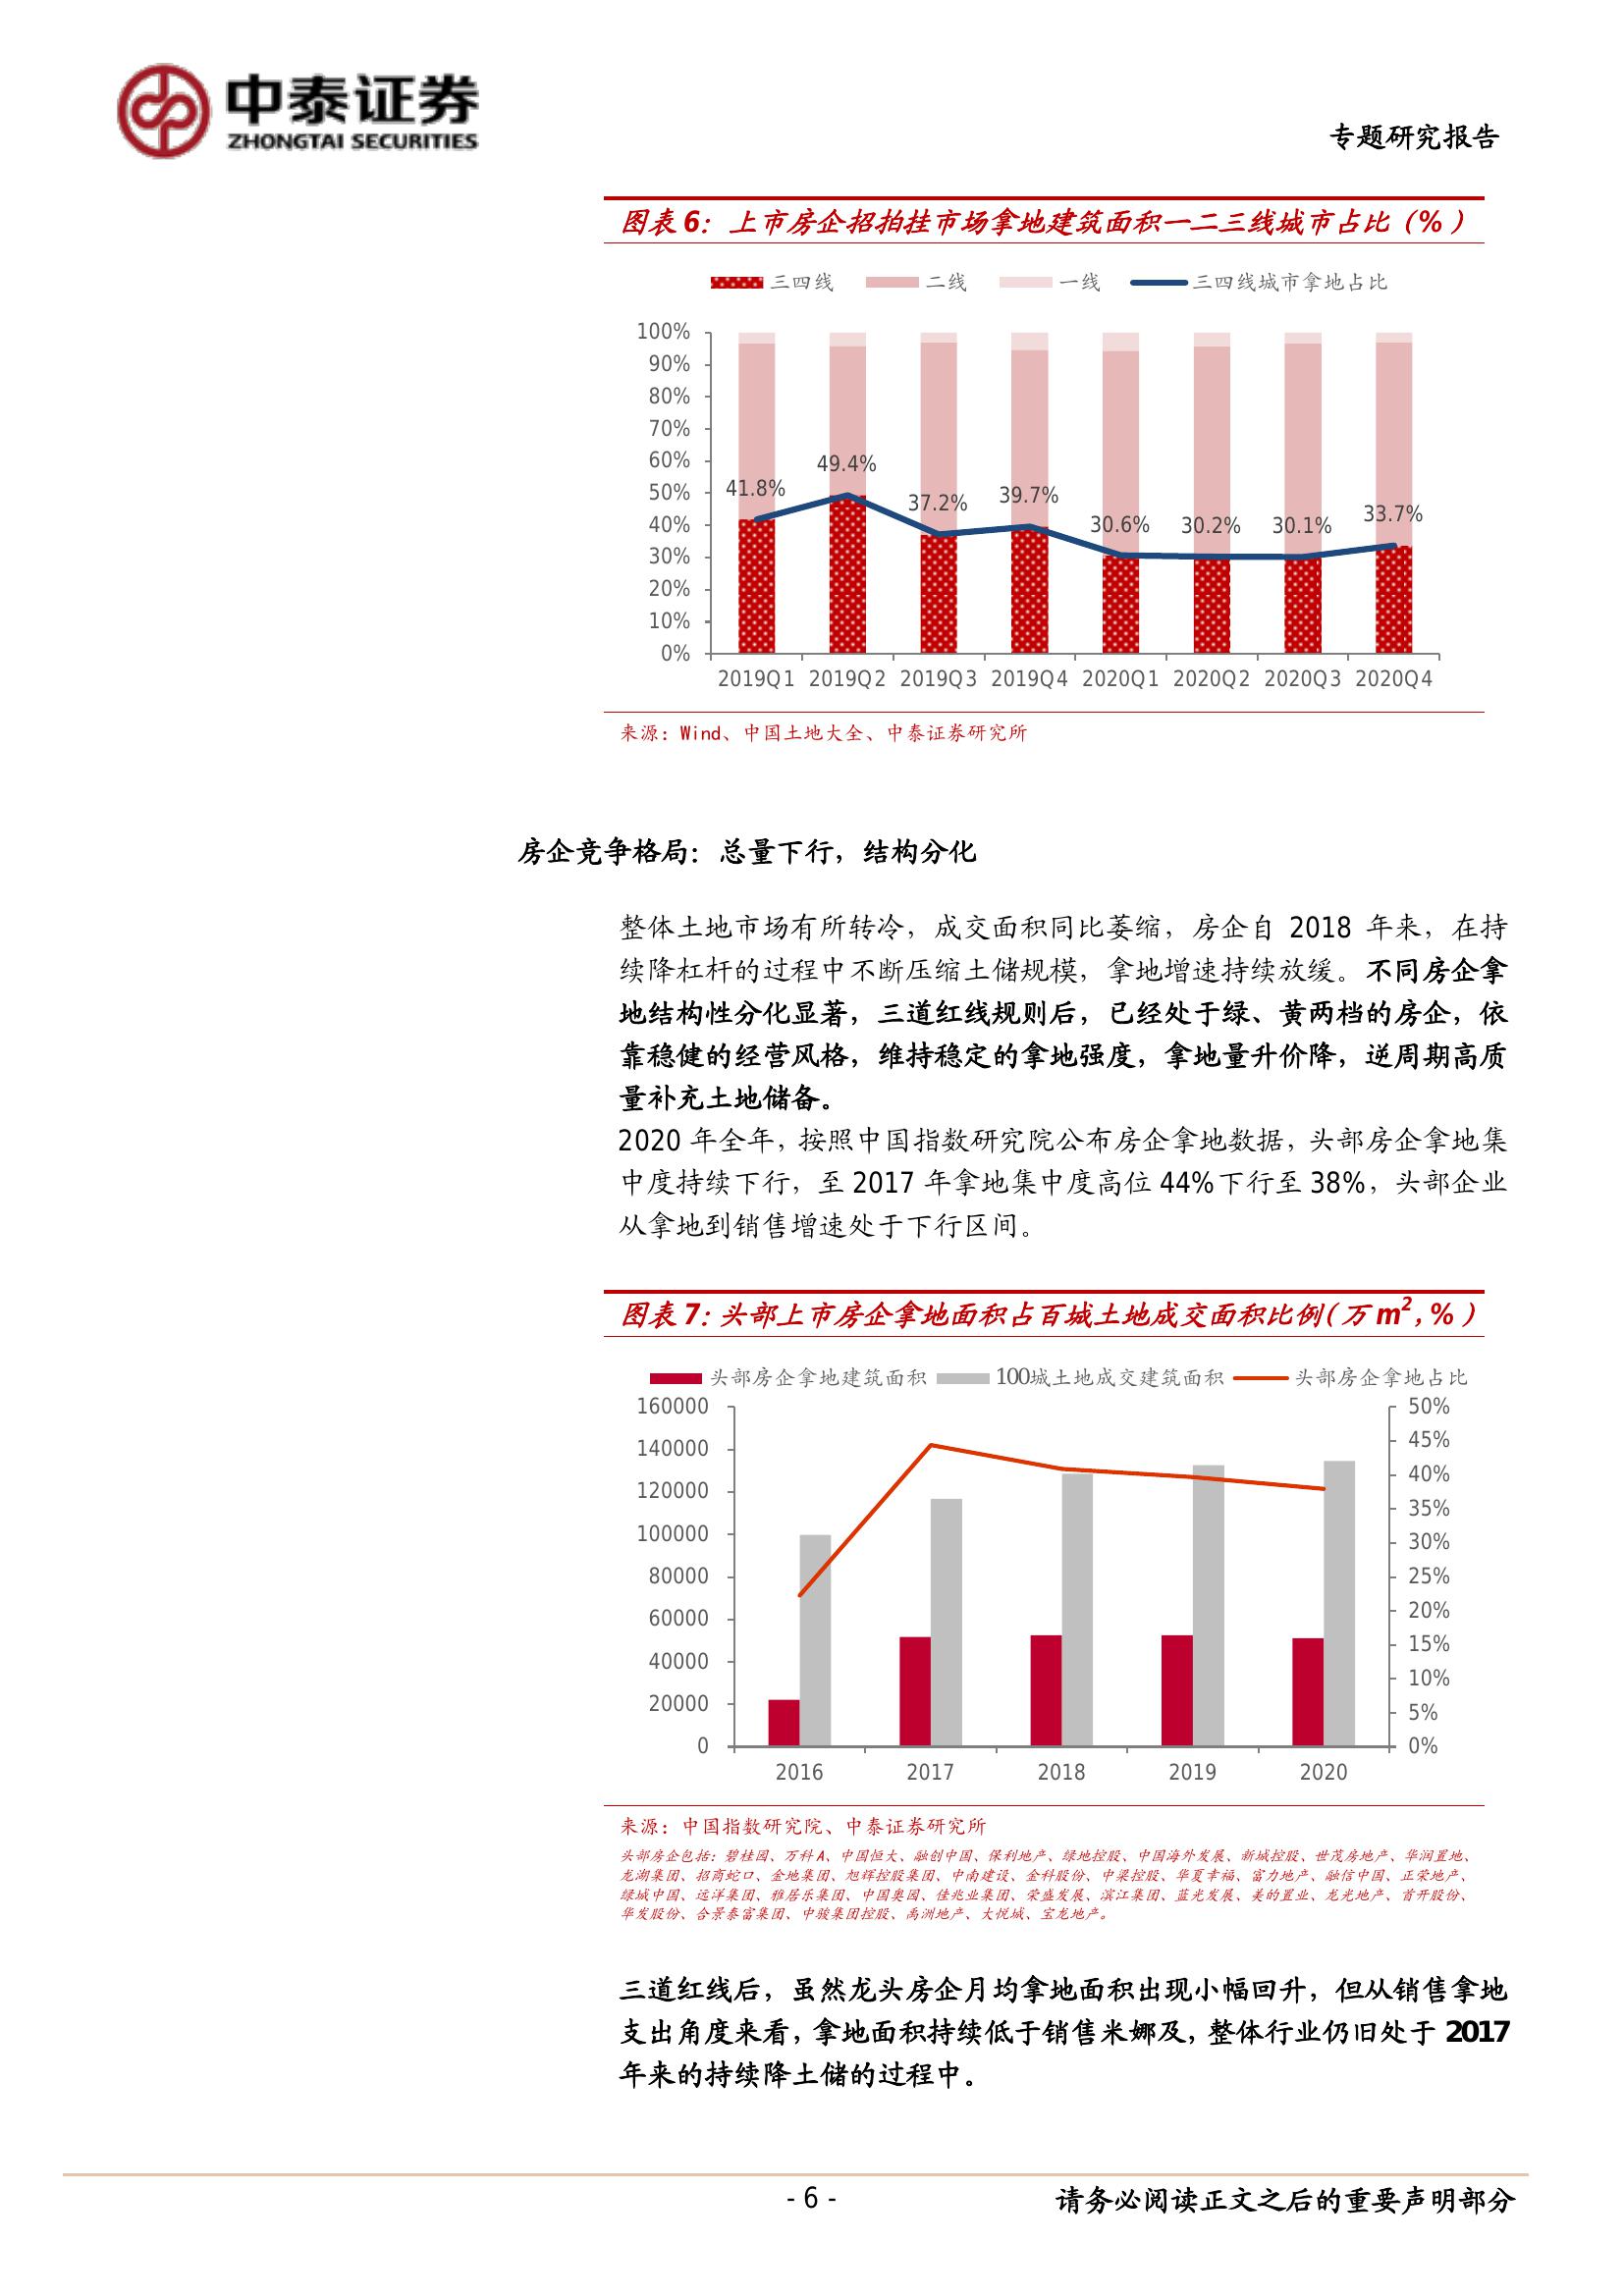 中泰证券
ZHONGTAI SECURITIES
专题研究报告
图表 6：上市房企招拍挂市场拿地建筑面积一二三线城市占比（%）
三四线 二线 一线 三四线城市拿地占比
100%
90%
80%
70%
60%
50%
40%
30%
20%
10%
0%
41.8% 49.4% 37.2% 39.7% 30.6% 30.2% 30.1% 33.7%
2019Q1 2019Q2 2019Q3 2019Q4 2020Q1 2020Q2 2020Q3 2020Q4
来源：Wind、中国土地大全、中泰证券研究所
房企竞争格局：总量下行，结构分化
整体土地市场有所转冷，成交面积同比萎缩，房企自 2018 年来，在持
续降杠杆的过程中不断压缩土储规模，拿地增速持续放缓。不同房企拿
地结构性分化显著，三道红线规则后，已经处于绿、黄两档的房企，依
靠稳健的经营风格，维持稳定的拿地强度，拿地量升价降，逆周期高质
量补充土地储备。
2020 年全年，按照中国指数研究院公布房企拿地数据，头部房企拿地集
中度持续下行，至 2017 年拿地集中度高位 44%下行至 38%，头部企业
从拿地到销售增速处于下行区间。
图表 7：头部上市房企拿地面积占百城土地成交面积比例（万 m²，%）
头部房企拿地建筑面积 100城土地成交建筑面积 头部房企拿地占比
160000
140000
120000
100000
80000
60000
40000
20000
0
50%
45%
40%
35%
30%
25%
20%
15%
10%
5%
0%
2016 2017 2018 2019 2020
来源：中国指数研究院、中泰证券研究所
头部房企包括：碧桂园、万科 A、中国恒大、融创中国、保利地产、绿地控股、中国海外发展、新城控股、世茂房地产、华润置地、
龙湖集团、招商蛇口、金地集团、旭辉控股集团、中南建设、金科股份、中梁控股、华夏幸福、富力地产、融信中国、正荣地产、
绿城中国、远洋集团、雅居乐集团、中国奥园、佳兆业集团、荣盛发展、滨江集团、蓝光发展、美的置业、龙光地产、首开股份、
华发股份、合景泰富集团、中骏集团控股、禹洲地产、大悦城、宝龙地产。
三道红线后，虽然龙头房企月均拿地面积出现小幅回升，但从销售拿地
支出角度来看，拿地面积持续低于销售米娜及，整体行业仍旧处于 2017
年来的持续降土储的过程中。
- 6 -
请务必阅读正文之后的重要声明部分